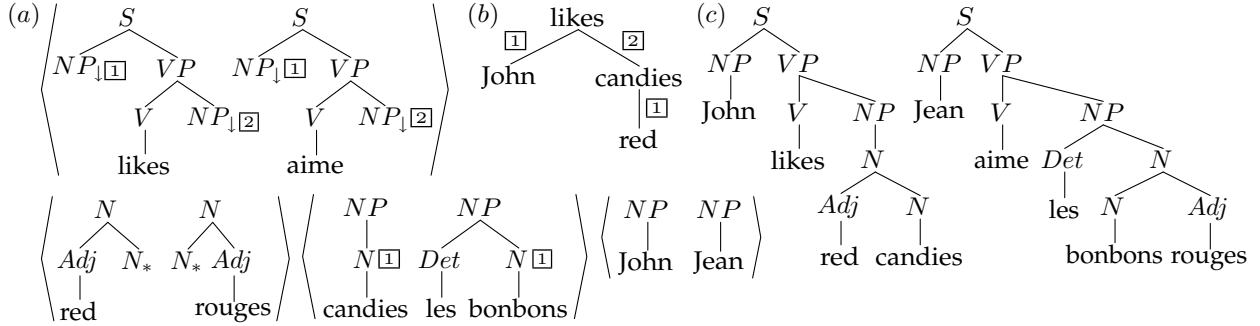 (a) S S (b) likes (c) S S
1 2
NP↓1 VP NP↓1 VP John candies NP VP NP VP
1
V NP↓2 V NP↓2 red John V NP Jean V NP
likes aime likes N aime Det N
N N NP NP NP NP Adj N les N Adj
Adj N* N* Adj N1 Det N1 John Jean red candies bonbons rouges
red rouges candies les bonbons